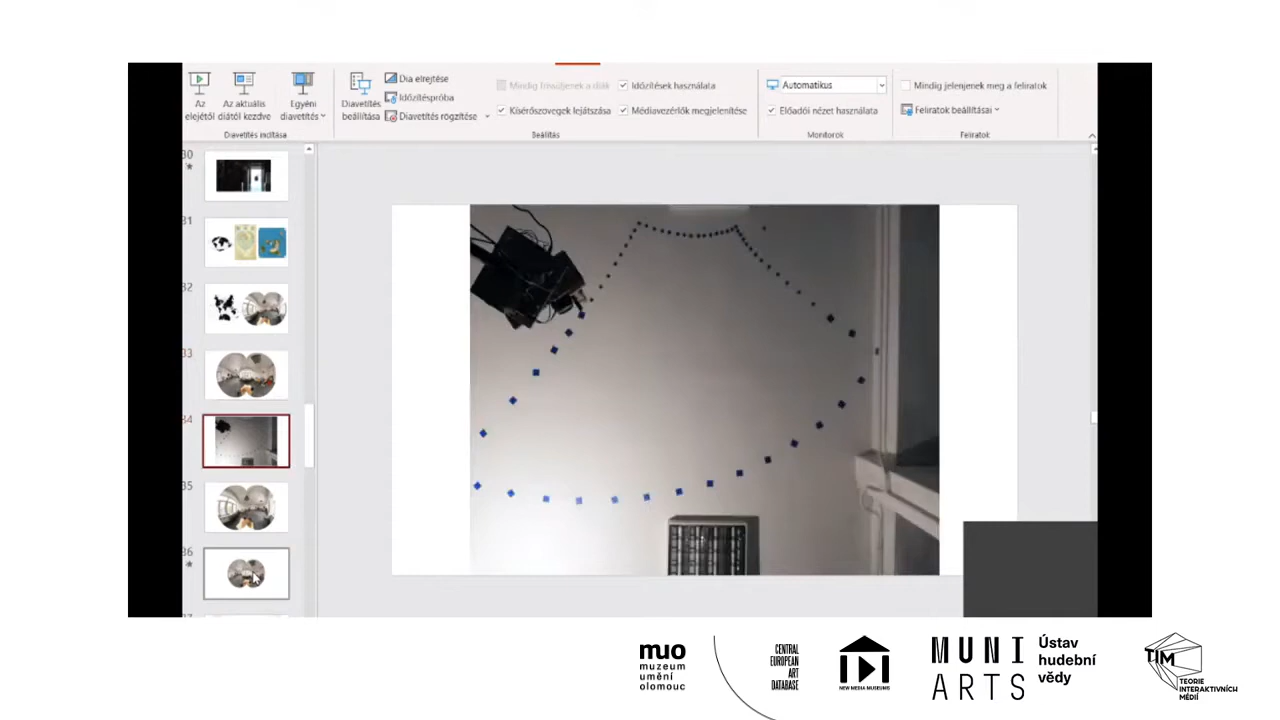 Az elejétől
Az aktuális diától kezdve
Egyéni diavetítés
Diavetítés indítása
Diavetítés beállítása
Dia elrejtése
Időzítéspróba
Diavetítés rögzítése
Mindig frissüljenek a diák
Kísérőszövegek lejátszása
Időzítések használata
Médiavezérlők megjelenítése
Beállítás
Automatikus
Előadói nézet használata
Monitorok
Mindig jelenjenek meg a feliratok
Feliratok beállításai
Feliratok
30
31
32
33
34
35
36
muo
muzeum
umění
olomouc
CENTRAL
EUROPEAN
ART
DATABASE
NEW MEDIA MUSEUMS
MUNI
ARTS
Ústav
hudební
vědy
TIM
TEORIE
INTERAKTIVNÍCH
MÉDIÍ